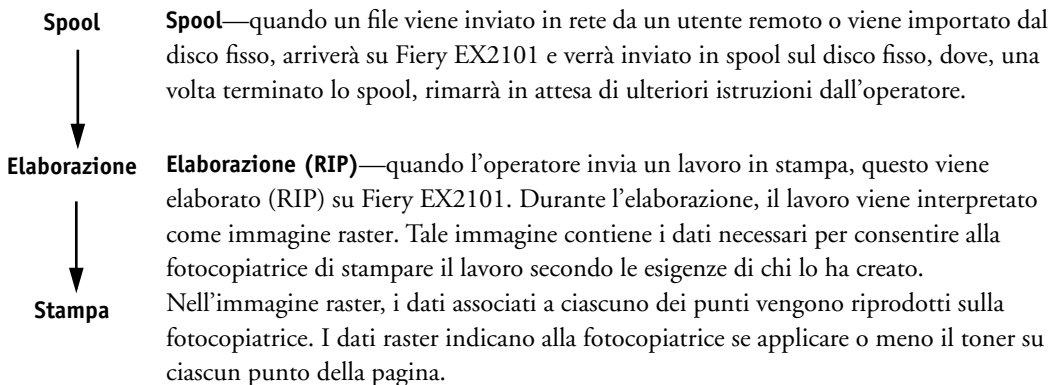 Spool
Spool—quando un file viene inviato in rete da un utente remoto o viene importato dal
disco fisso, arriverà su Fiery EX2101 e verrà inviato in spool sul disco fisso, dove, una
volta terminato lo spool, rimarrà in attesa di ulteriori istruzioni dall’operatore.
Elaborazione
Elaborazione (RIP)—quando l’operatore invia un lavoro in stampa, questo viene
elaborato (RIP) su Fiery EX2101. Durante l’elaborazione, il lavoro viene interpretato
come immagine raster. Tale immagine contiene i dati necessari per consentire alla
fotocopiatrice di stampare il lavoro secondo le esigenze di chi lo ha creato.
Stampa
Nell’immagine raster, i dati associati a ciascuno dei punti vengono riprodotti sulla
fotocopiatrice. I dati raster indicano alla fotocopiatrice se applicare o meno il toner su
ciascun punto della pagina.